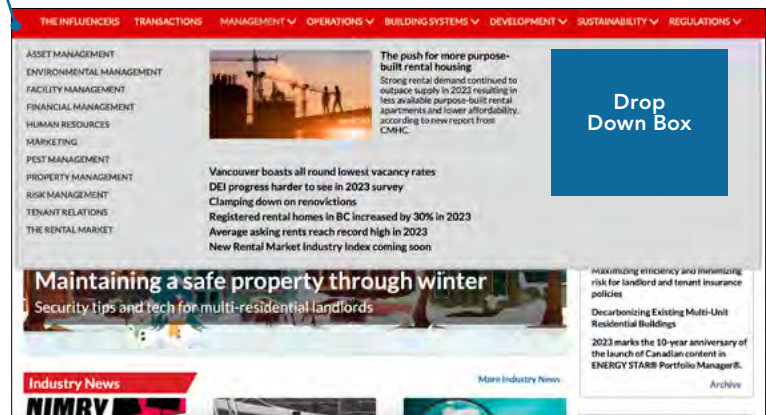 THE INFLUENCERS TRANSACTIONS MANAGEMENT OPERATIONS BUILDING SYSTEMS DEVELOPMENT SUSTAINABILITY REGULATIONS
ASSET MANAGEMENT
ENVIRONMENTAL MANAGEMENT
FACILITY MANAGEMENT
FINANCIAL MANAGEMENT
HUMAN RESOURCES
MARKETING
PEST MANAGEMENT
PROPERTY MANAGEMENT
RISK MANAGEMENT
TENANT RELATIONS
THE RENTAL MARKET
The push for more purpose-
built rental housing
Strong rental demand continued to
outpace supply in 2023 resulting in
less available purpose-built rental
apartments and lower affordability,
according to new report from
CMHC.
Vancouver boasts all round lowest vacancy rates
DEI progress harder to see in 2023 survey
Clamping down on renovictions
Registered rental homes in BC increased by 30% in 2023
Average asking rents reach record high in 2023
New Rental Market Industry Index coming soon
Drop
Down Box
Maintaining a safe property through winter
Security tips and tech for multi-residential landlords
Maximizing efficiency and minimizing
risk for landlord and tenant insurance
policies
Decarbonizing Existing Multi-Unit
Residential Buildings
2023 marks the 10-year anniversary of
the launch of Canadian content in
ENERGY STAR® Portfolio Manager®.
Archive
Industry News
More Industry News
NIMBY